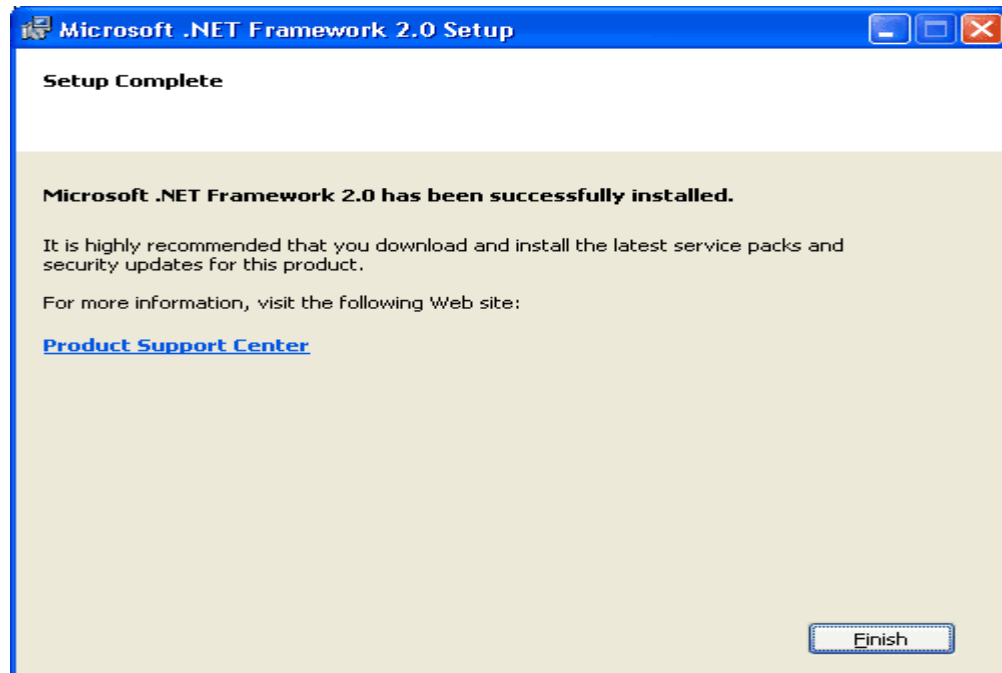 Microsoft .NET Framework 2.0 Setup
Setup Complete
Microsoft .NET Framework 2.0 has been successfully installed.
It is highly recommended that you download and install the latest service packs and
security updates for this product.
For more information, visit the following Web site:
Product Support Center
Finish